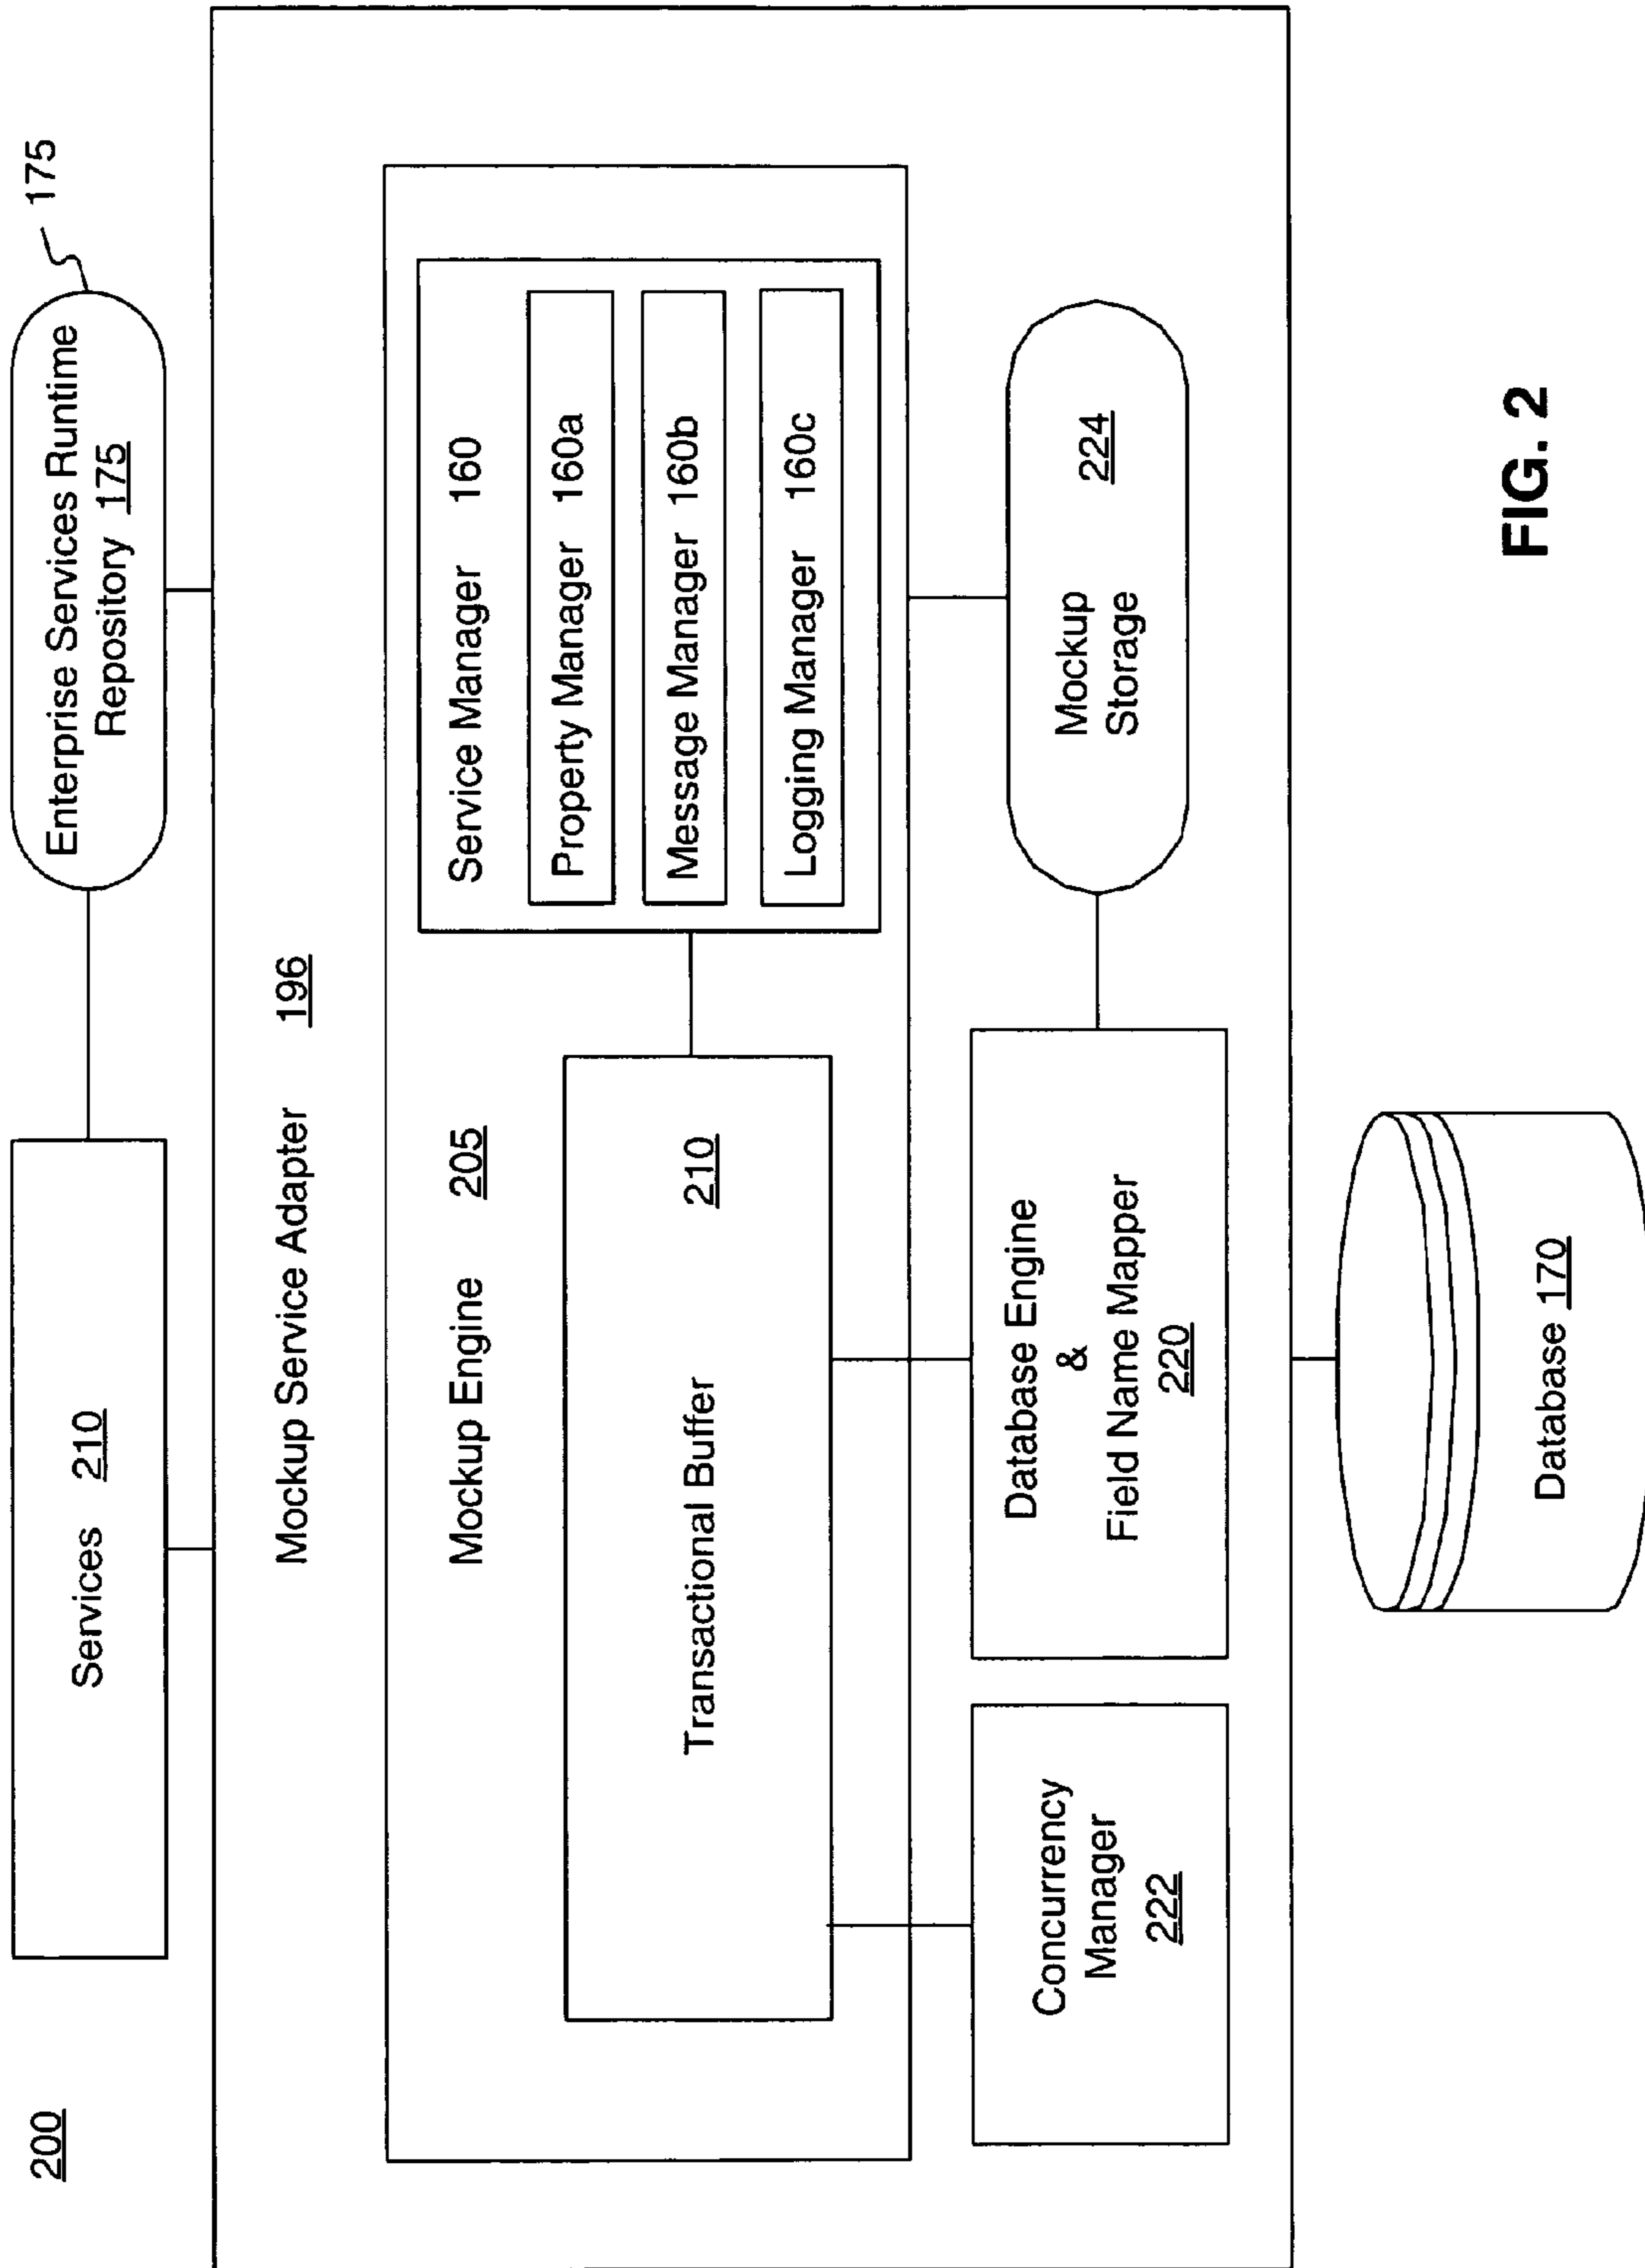 200
Services 210
Enterprise Services Runtime
Repository 175
175
Mockup Service Adapter 196
Mockup Engine 205
Transactional Buffer 210
Service Manager 160
Property Manager 160a
Message Manager 160b
Logging Manager 160c
Concurrency
Manager
222
Database Engine
&
Field Name Mapper
220
Mockup
Storage
224
Database 170
FIG. 2